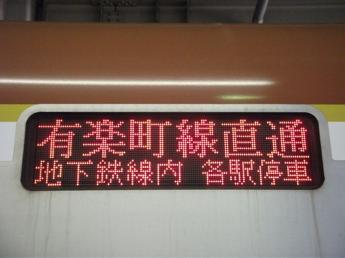 有楽町線直通
地下鉄線内 各駅停車